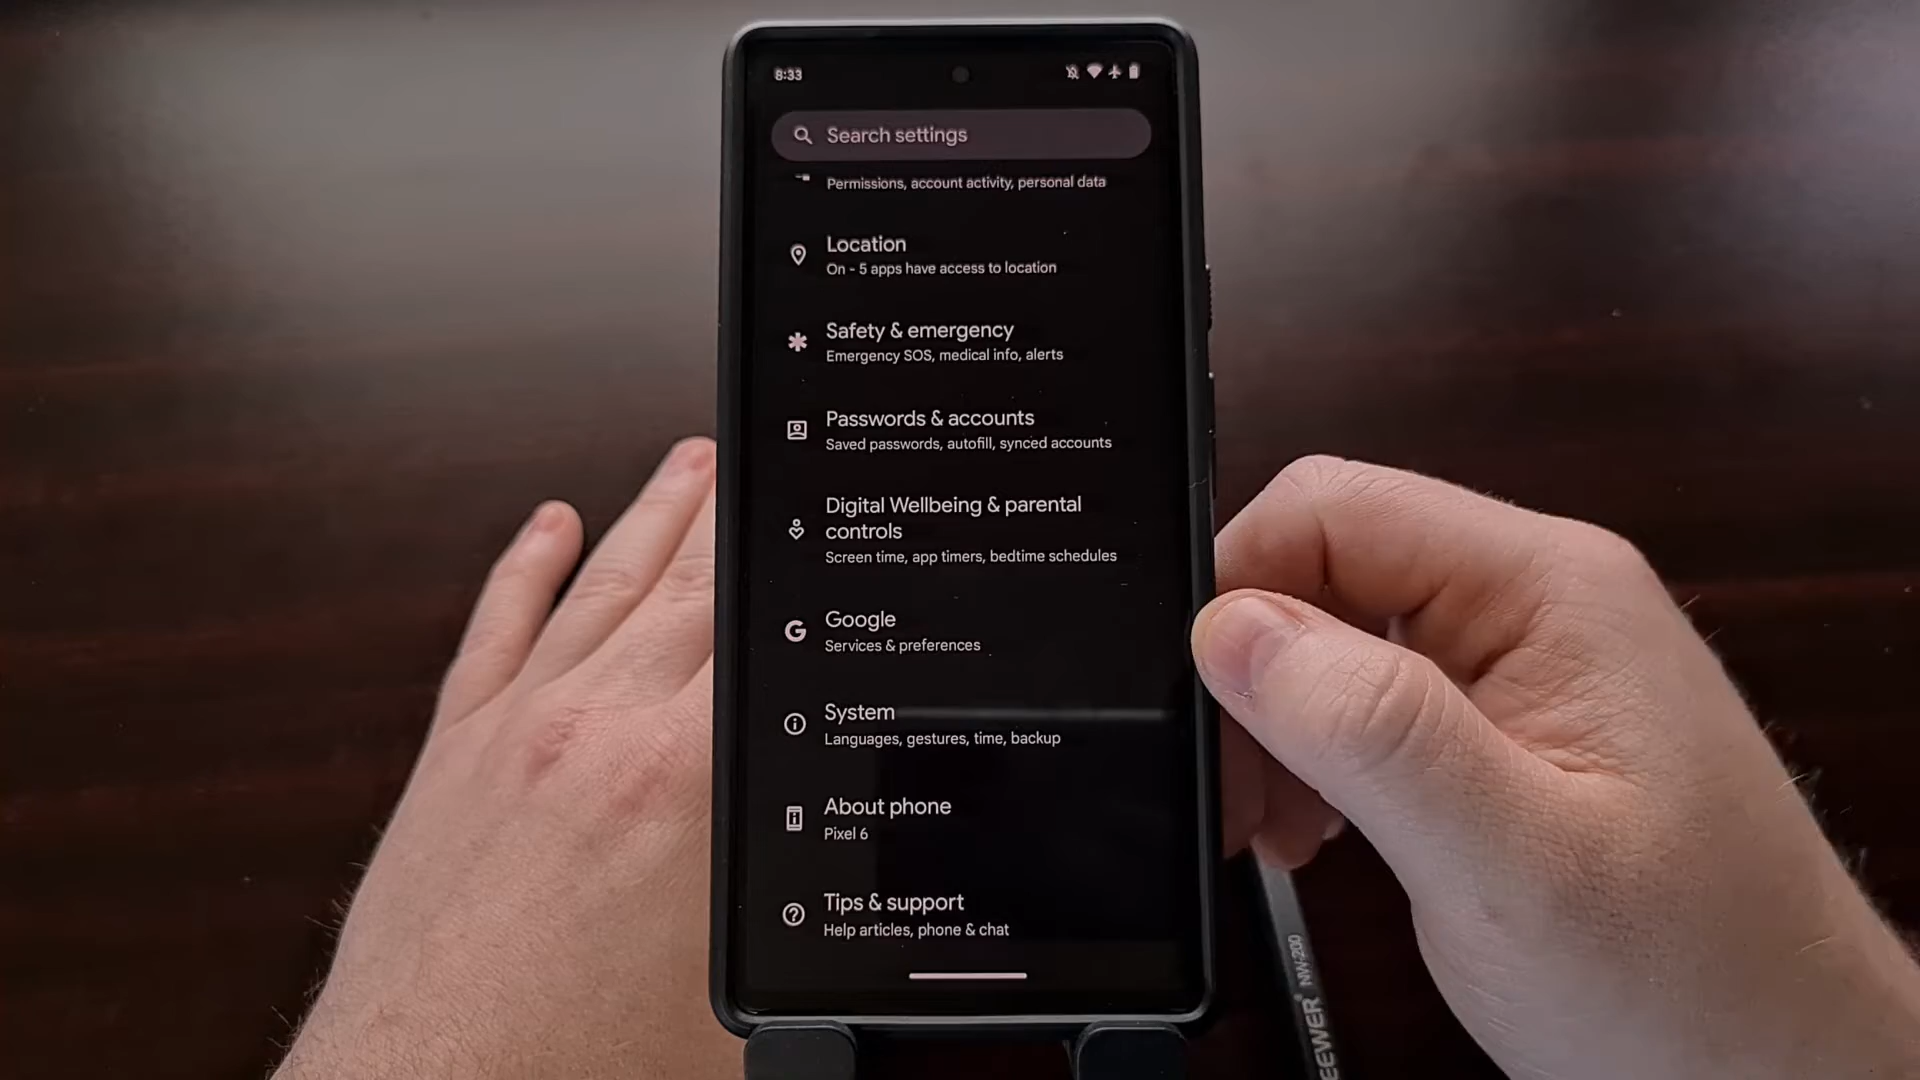 8:33
Search settings
Permissions, account activity, personal data
Location
On - 5 apps have access to location
Safety & emergency
Emergency SOS, medical info, alerts
Passwords & accounts
Saved passwords, autofill, synced accounts
Digital Wellbeing & parental
controls
Screen time, app timers, bedtime schedules
Google
Services & preferences
System
Languages, gestures, time, backup
About phone
Pixel 6
Tips & support
Help articles, phone & chat
EEWER® NW-200